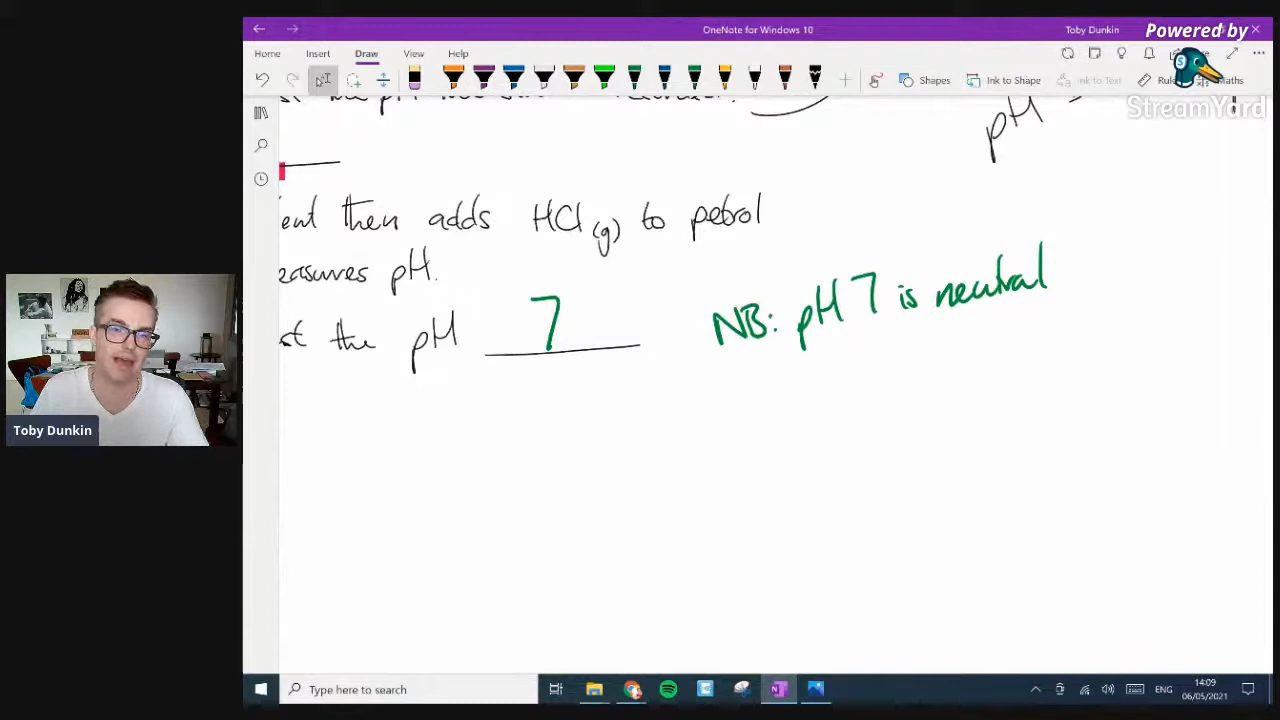 OneNote for Windows 10
Toby Dunkin
Powered by
StreamYard
Home Insert Draw View Help
Shapes Ink to Shape Ink to Text Maths
pH
ent then adds HCl(g) to petrol
easures pH.
st the pH 7
NB: pH 7 is neutral
Toby Dunkin
Type here to search
ENG
14:09
06/05/2021